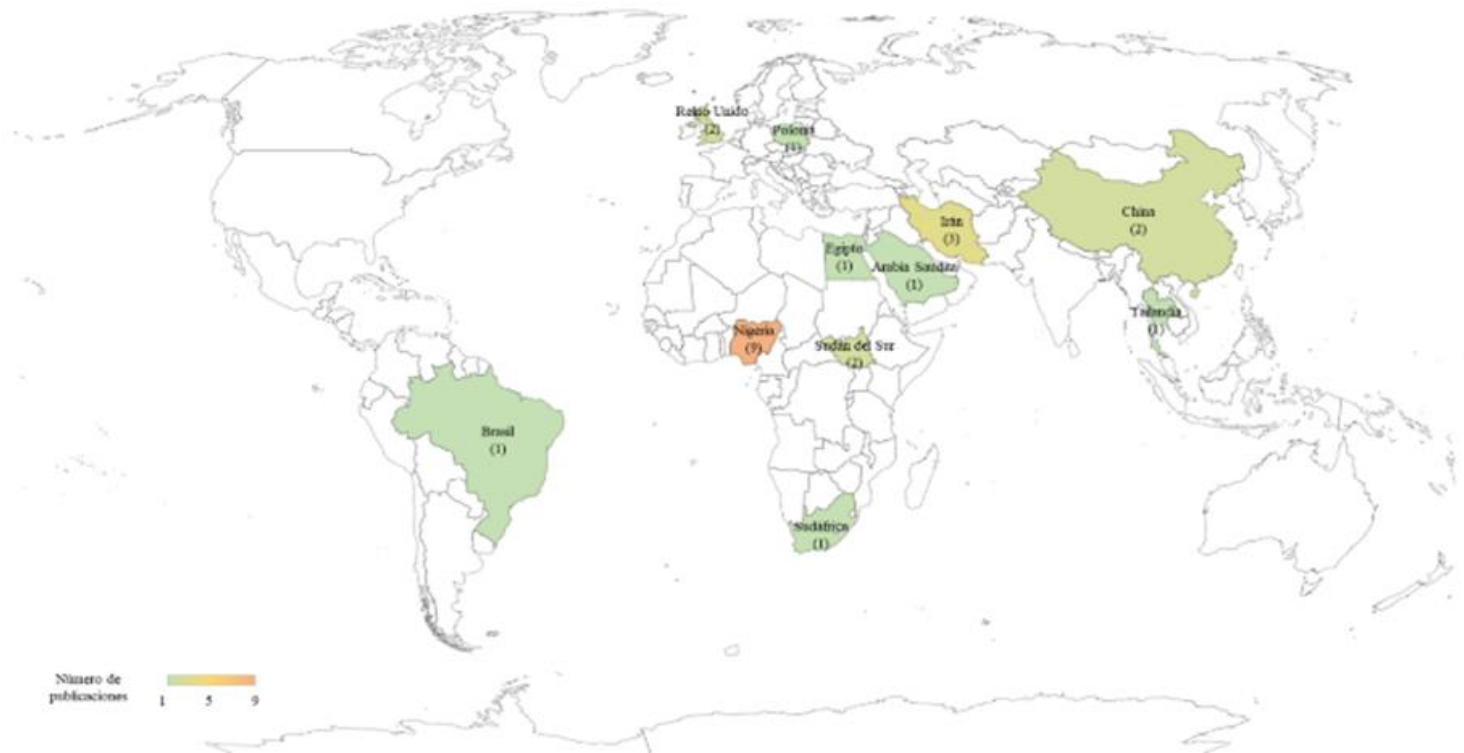 Reino Unido
(2)
Polonia
(1)
China
(2)
Irán
(3)
Egipto
(1)
Arabia Saudita
(1)
Tailandia
(1)
Nigeria
(9)
Sudán del Sur
(2)
Brasil
(1)
Sudáfrica
(1)
Número de
publicaciones
1 5 9